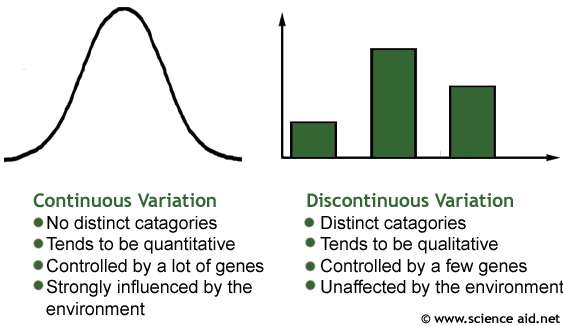 Continuous Variation
No distinct catagories
Tends to be quantitative
Controlled by a lot of genes
Strongly influenced by the
environment
Discontinuous Variation
Distinct catagories
Tends to be qualitative
Controlled by a few genes
Unaffected by the environment
© www.science aid.net